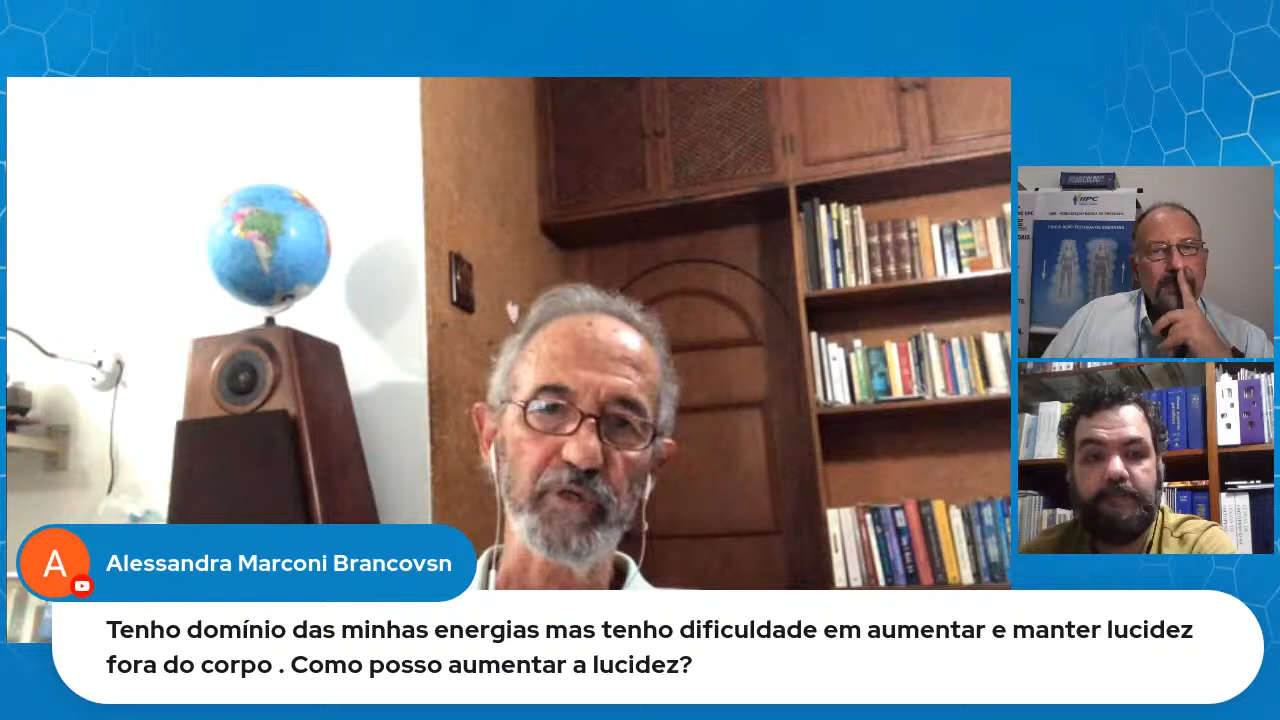 IIPC
Alessandra Marconi Brancovsn
A
Tenho domínio das minhas energias mas tenho dificuldade em aumentar e manter lucidez
fora do corpo . Como posso aumentar a lucidez?